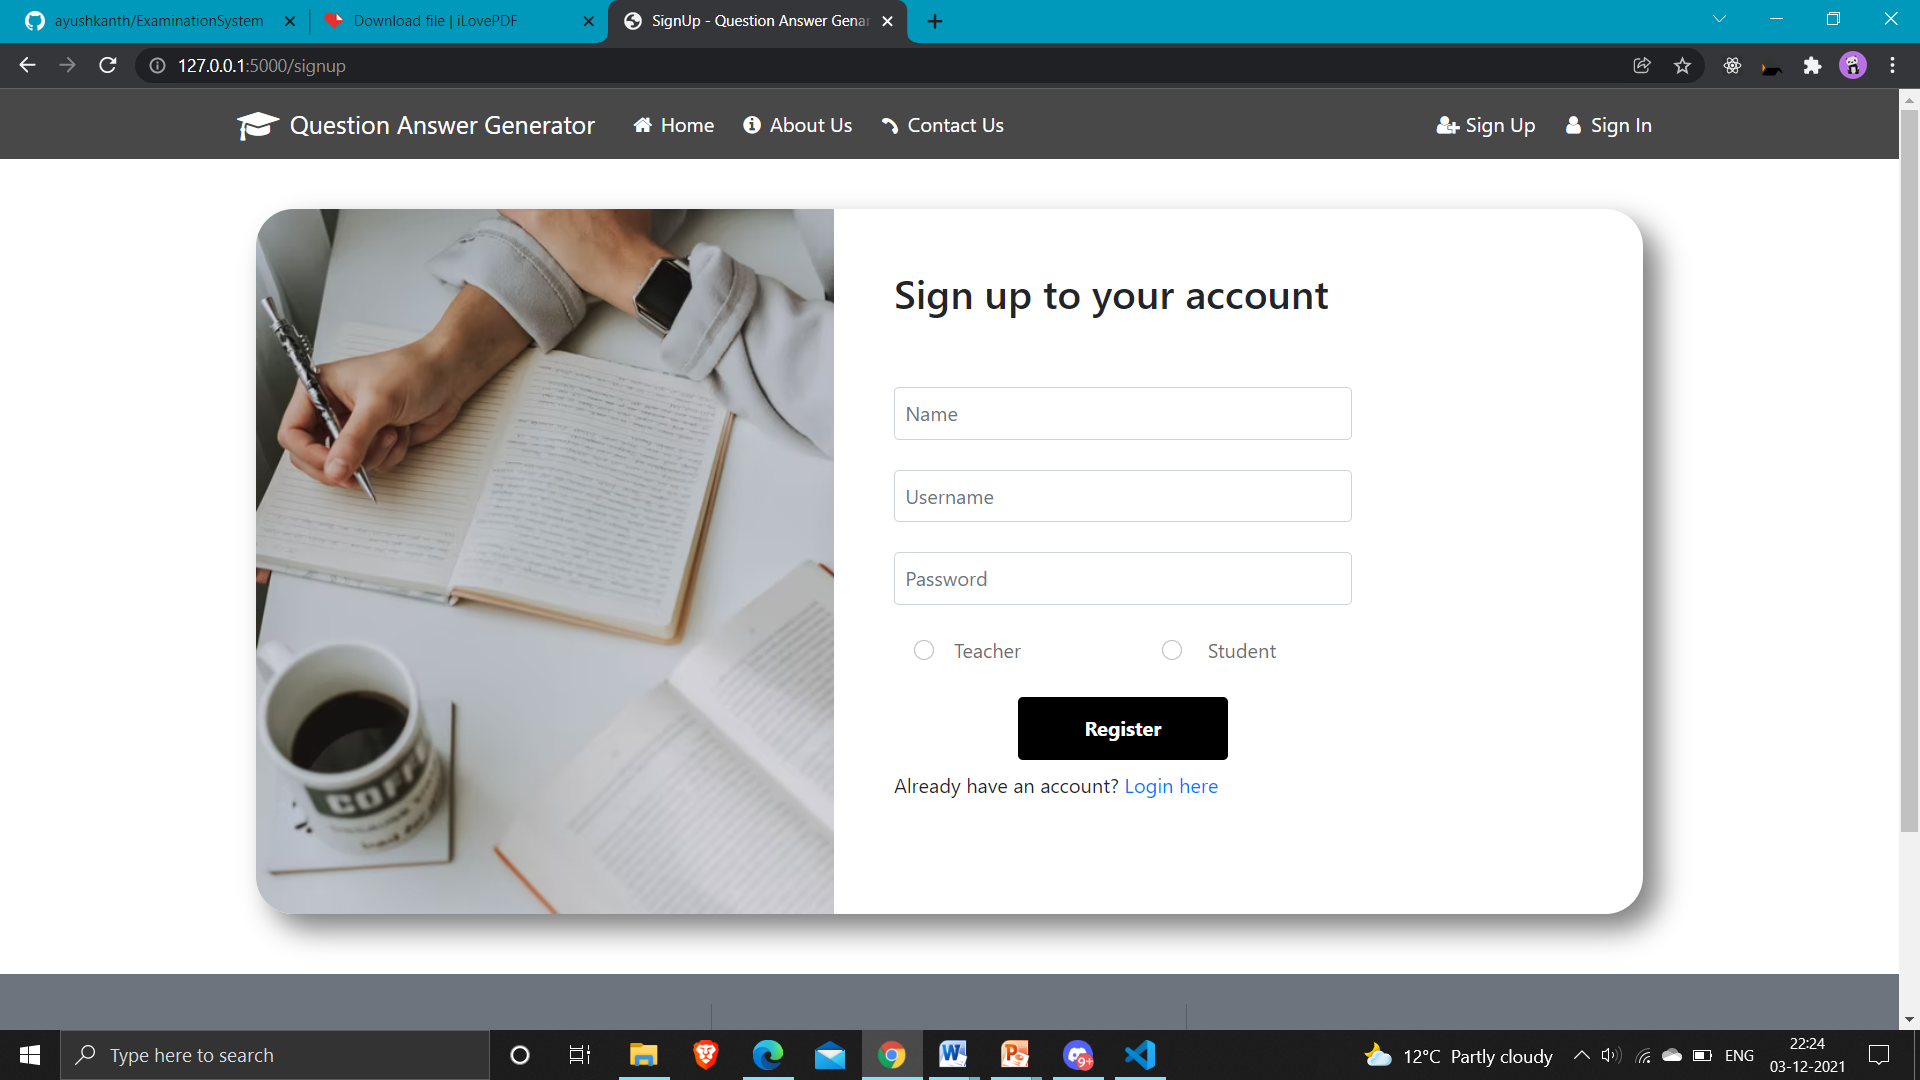 ayushkanth/ExaminationSystem
Download file | iLovePDF
SignUp - Question Answer Genar
127.0.0.1:5000/signup
Question Answer Generator
Home
About Us
Contact Us
Sign Up
Sign In
Sign up to your account
Name
Username
Password
Teacher
Student
Register
Already have an account? Login here
COFF
Type here to search
9+
12°C Partly cloudy
ENG
22:24
03-12-2021